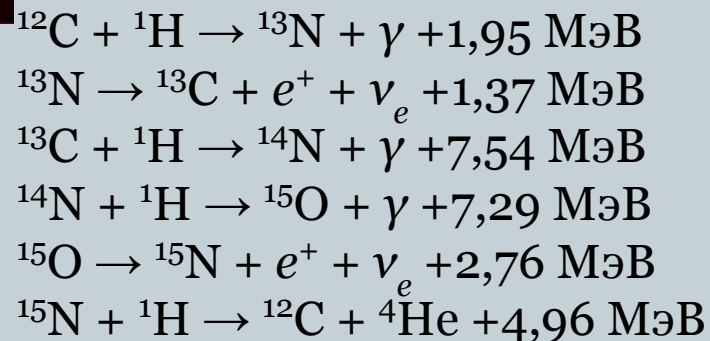 ¹²C + ¹H → ¹³N + γ +1,95 МэВ
¹³N → ¹³C + e⁺ + νₑ +1,37 МэВ
¹³C + ¹H → ¹⁴N + γ +7,54 МэВ
¹⁴N + ¹H → ¹⁵O + γ +7,29 МэВ
¹⁵O → ¹⁵N + e⁺ + νₑ +2,76 МэВ
¹⁵N + ¹H → ¹²C + ⁴He +4,96 МэВ